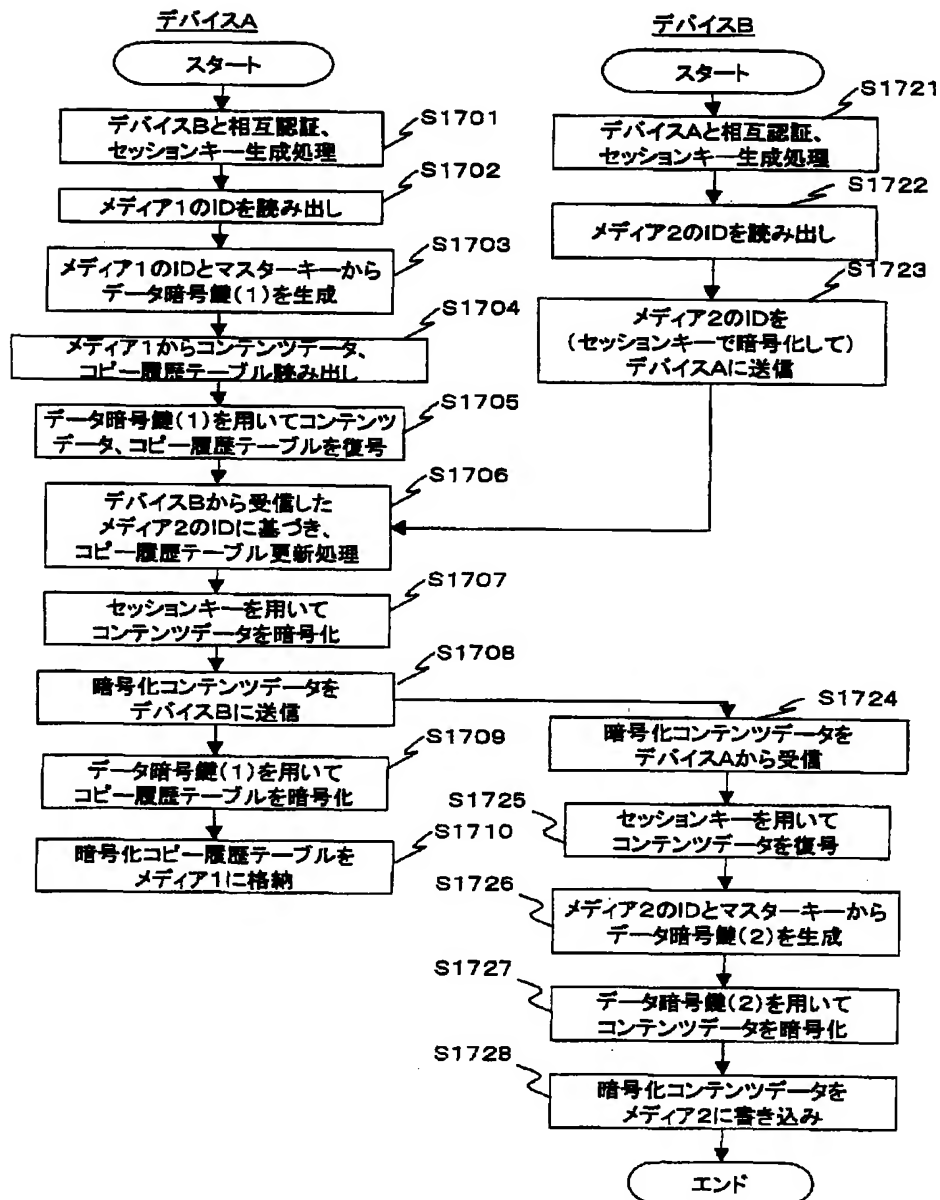 デバイスA
スタート
S1701
デバイスBと相互認証、
セッションキー生成処理
S1702
メディア1のIDを読み出し
S1703
メディア1のIDとマスターキーから
データ暗号鍵(1)を生成
S1704
メディア1からコンテンツデータ、
コピー履歴テーブル読み出し
S1705
データ暗号鍵(1)を用いてコンテンツ
データ、コピー履歴テーブルを復号
S1706
デバイスBから受信した
メディア2のIDに基づき、
コピー履歴テーブル更新処理
S1707
セッションキーを用いて
コンテンツデータを暗号化
S1708
暗号化コンテンツデータを
デバイスBに送信
S1709
データ暗号鍵(1)を用いて
コピー履歴テーブルを暗号化
S1710
暗号化コピー履歴テーブルを
メディア1に格納
デバイスB
スタート
S1721
デバイスAと相互認証、
セッションキー生成処理
S1722
メディア2のIDを読み出し
S1723
メディア2のIDを
(セッションキーで暗号化して)
デバイスAに送信
S1724
暗号化コンテンツデータを
デバイスAから受信
S1725
セッションキーを用いて
コンテンツデータを復号
S1726
メディア2のIDとマスターキーから
データ暗号鍵(2)を生成
S1727
データ暗号鍵(2)を用いて
コンテンツデータを暗号化
S1728
暗号化コンテンツデータを
メディア2に書き込み
エンド